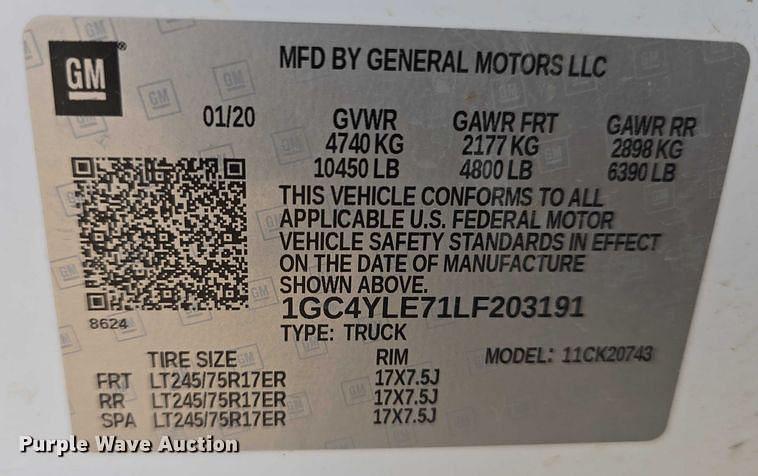 GM
MFD BY GENERAL MOTORS LLC
01/20
GVWR GAWR FRT GAWR RR
4740 KG 2177 KG 2898 KG
10450 LB 4800 LB 6390 LB
THIS VEHICLE CONFORMS TO ALL
APPLICABLE U.S. FEDERAL MOTOR
VEHICLE SAFETY STANDARDS IN EFFECT
ON THE DATE OF MANUFACTURE
SHOWN ABOVE.
1GC4YLE71LF203191
8624
TYPE: TRUCK
TIRE SIZE RIM MODEL: 11CK20743
FRT LT245/75R17ER 17X7.5J
RR LT245/75R17ER 17X7.5J
SPA LT245/75R17ER 17X7.5J
Purple Wave Auction